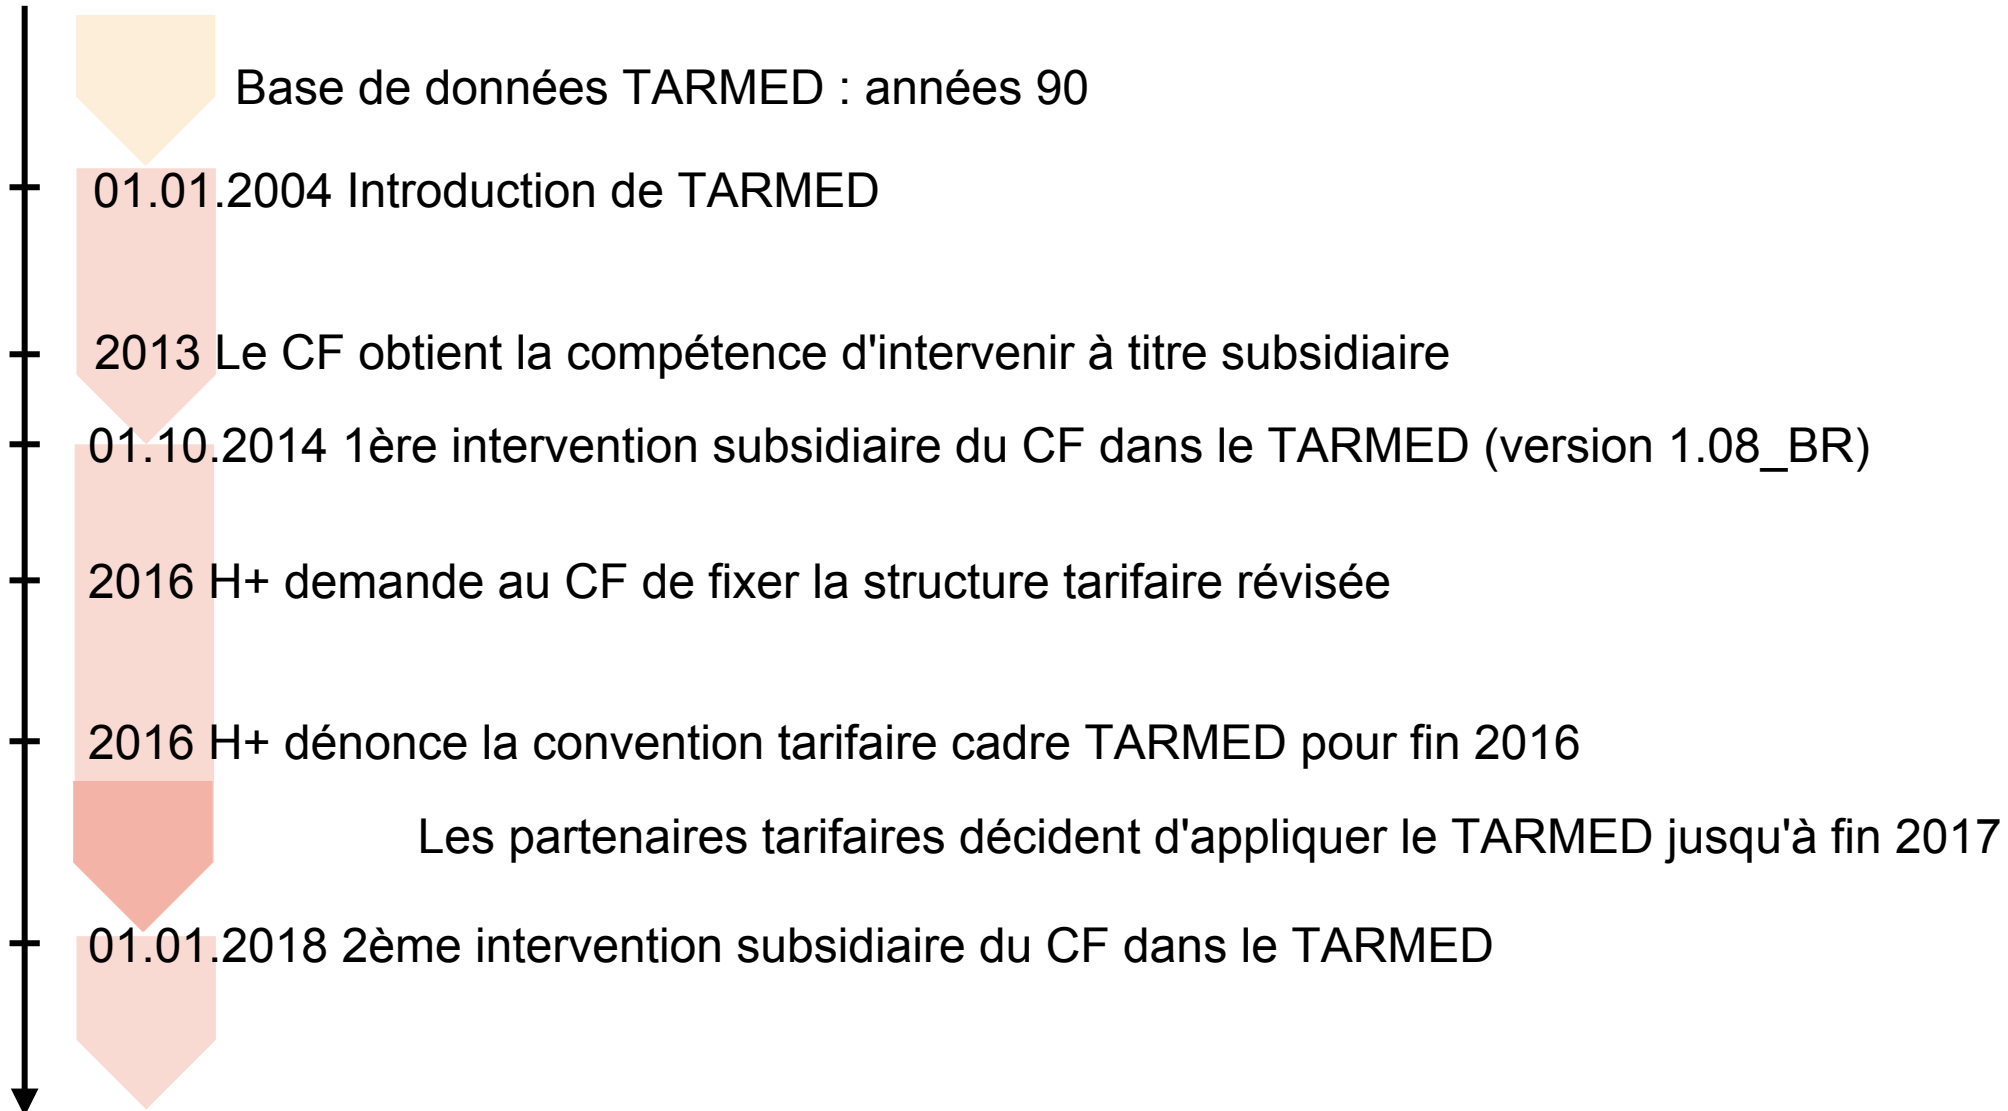 Base de données TARMED : années 90
01.01.2004 Introduction de TARMED
2013 Le CF obtient la compétence d'intervenir à titre subsidiaire
01.10.2014 1ère intervention subsidiaire du CF dans le TARMED (version 1.08_BR)
2016 H+ demande au CF de fixer la structure tarifaire révisée
2016 H+ dénonce la convention tarifaire cadre TARMED pour fin 2016
Les partenaires tarifaires décident d'appliquer le TARMED jusqu'à fin 2017
01.01.2018 2ème intervention subsidiaire du CF dans le TARMED